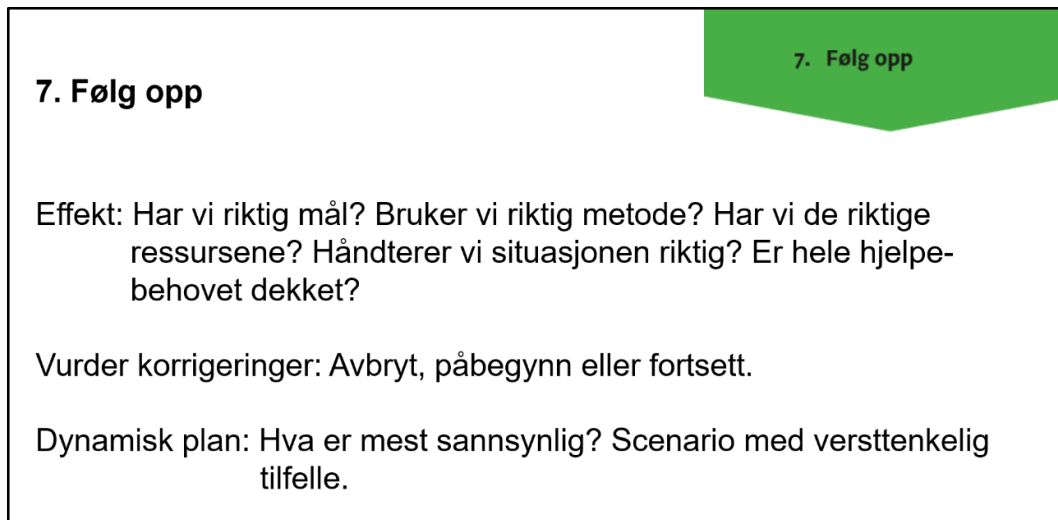 7. Følg opp
7. Følg opp
Effekt: Har vi riktig mål? Bruker vi riktig metode? Har vi de riktige
ressursene? Håndterer vi situasjonen riktig? Er hele hjelpe-
behovet dekket?
Vurder korrigeringer: Avbryt, påbegynn eller fortsett.
Dynamisk plan: Hva er mest sannsynlig? Scenario med versttenkelig
tilfelle.